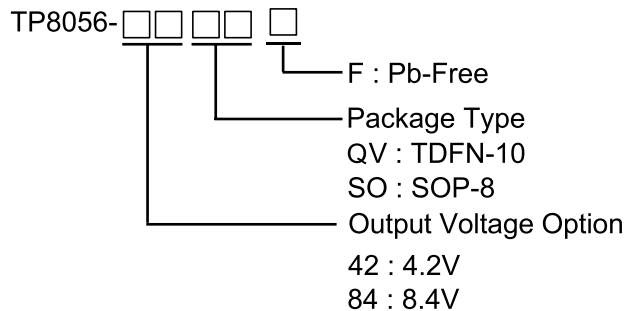 TP8056-□□ □□ □
F : Pb-Free
Package Type
QV : TDFN-10
SO : SOP-8
Output Voltage Option
42 : 4.2V
84 : 8.4V